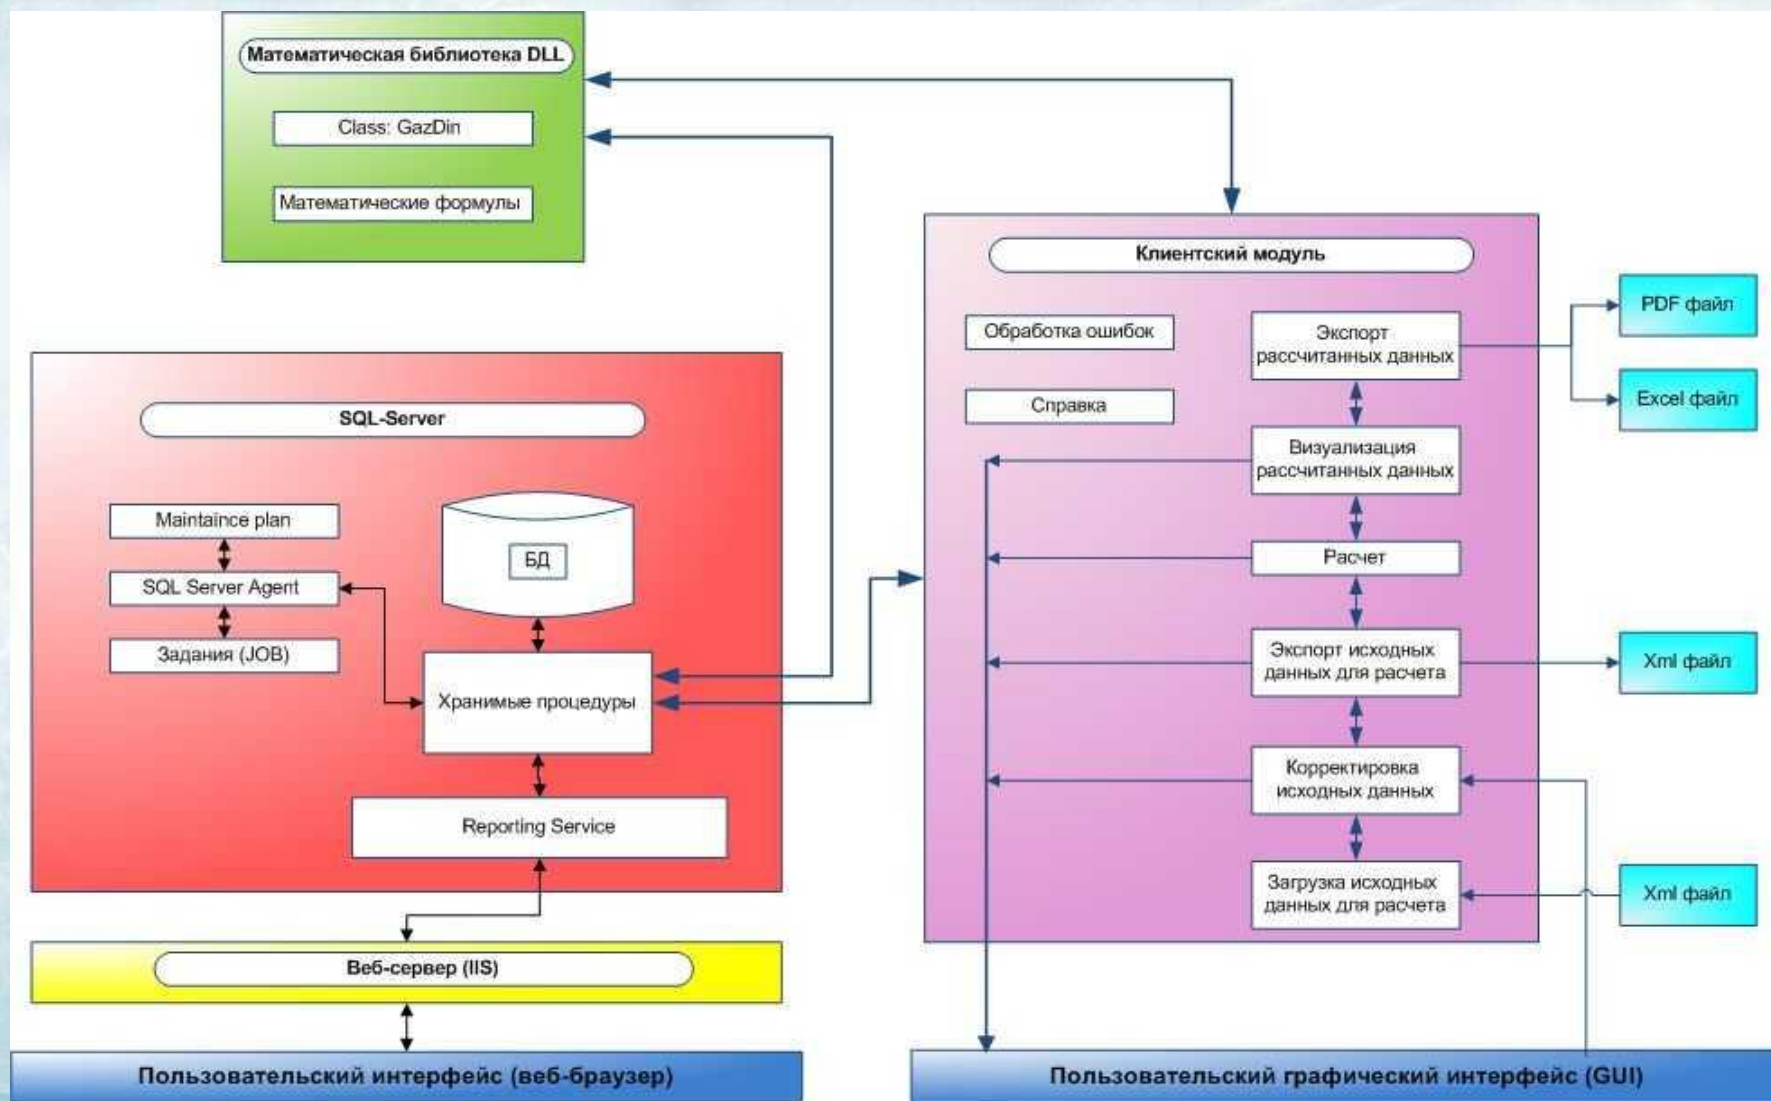 Математическая библиотека DLL
Class: GazDin
Математические формулы
SQL-Server
Maintaince plan
SQL Server Agent
Задания (JOB)
БД
Хранимые процедуры
Reporting Service
Веб-сервер (IIS)
Пользовательский интерфейс (веб-браузер)
Клиентский модуль
Обработка ошибок
Справка
Экспорт
рассчитанных данных
Визуализация
рассчитанных данных
Расчет
Экспорт исходных
данных для расчета
Корректировка
исходных данных
Загрузка исходных
данных для расчета
PDF файл
Excel файл
Xml файл
Xml файл
Пользовательский графический интерфейс (GUI)